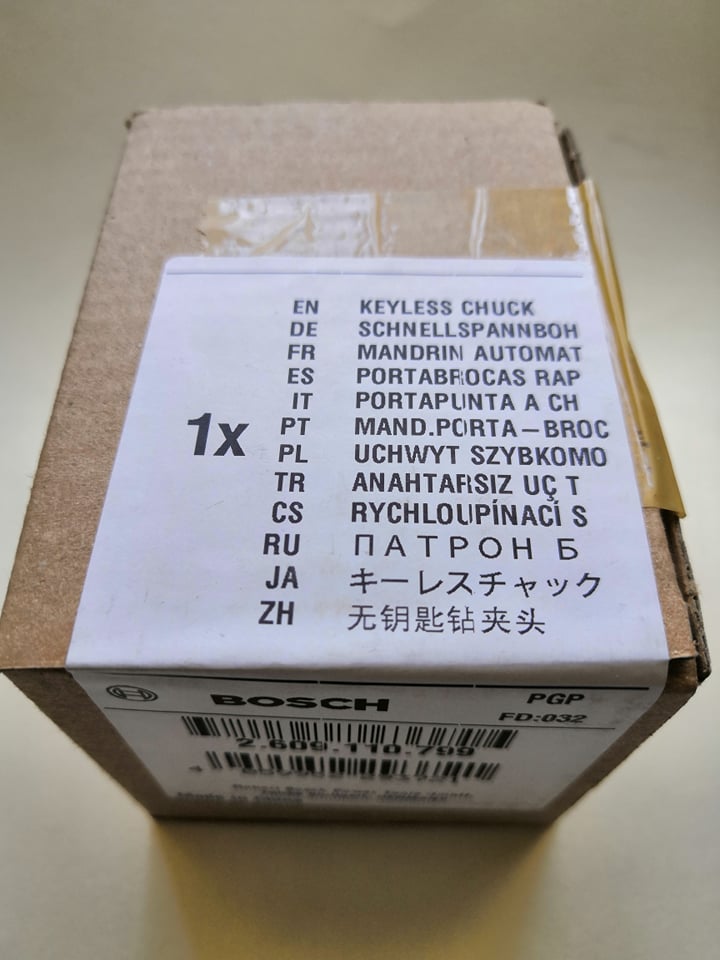 EN KEYLESS CHUCK
DE SCHNELLSPANNBOH
FR MANDRIN AUTOMAT
ES PORTABROCAS RAP
IT PORTAPUNTA A CH
1x PT MAND.PORTA-BROC
PL UCHWYT SZYBKOMO
TR ANAHTARSIZ UÇ T
CS RYCHLOUPÍNACÍ S
RU ПАТРОН Б
JA キーレスチャック
ZH 无钥匙钻夹头
BOSCH PGP
FD:032
2.609.110.799